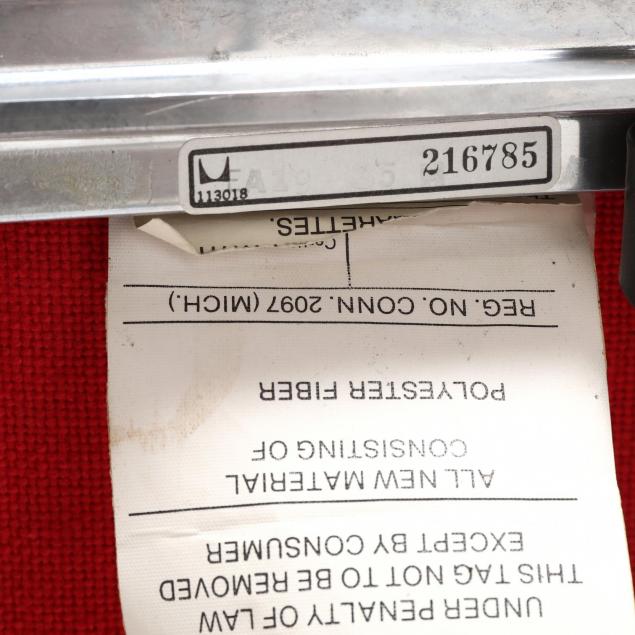 216785
113018
UNDER PENALTY OF LAW
THIS TAG NOT TO BE REMOVED
EXCEPT BY CONSUMER
ALL NEW MATERIAL
CONSISTING OF
POLYESTER FIBER
REG. NO. CONN. 2097 (MICH.)